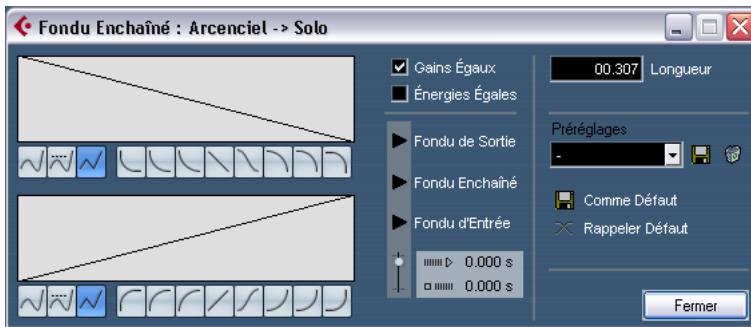 Fondu Enchaîné : Arcenciel -> Solo
Gains Égaux
Énergies Égales
Fondu de Sortie
Fondu Enchaîné
Fondu d'Entrée
0.000 s
0.000 s
00.307 Longueur
Préréglages
-
Comme Défaut
Rappeler Défaut
Fermer